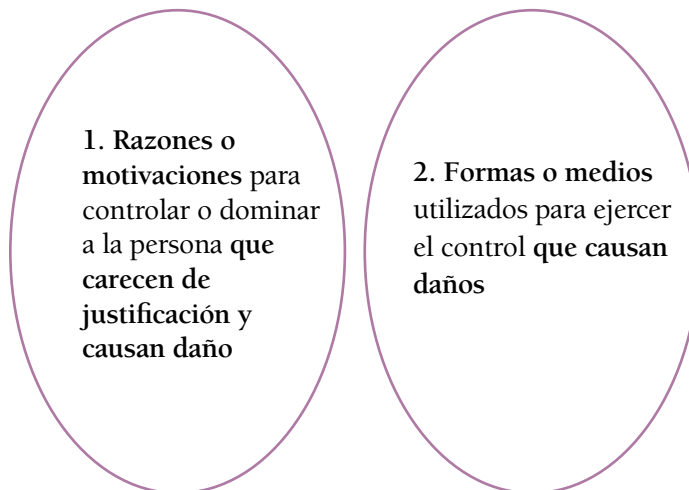 1. Razones o
motivaciones para
controlar o dominar
a la persona que
carecen de
justificación y
causan daño
2. Formas o medios
utilizados para ejercer
el control que causan
daños